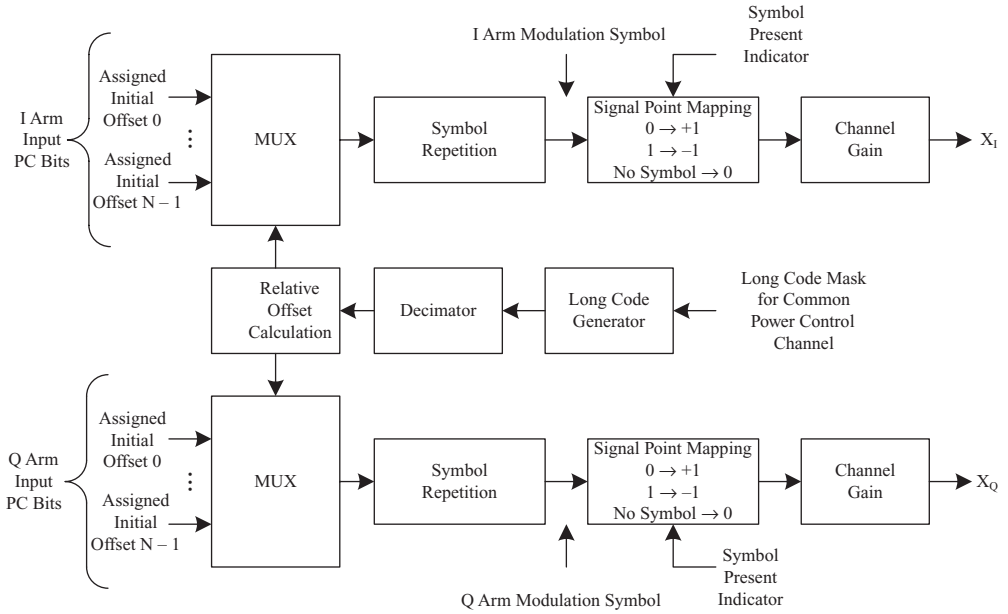 I Arm
Input
PC Bits
Assigned
Initial
Offset 0
⋮
Assigned
Initial
Offset N – 1
MUX
Symbol
Repetition
I Arm Modulation Symbol
Symbol
Present
Indicator
Signal Point Mapping
0 → +1
1 → –1
No Symbol → 0
Channel
Gain
X_I
Relative
Offset
Calculation
Decimator
Long Code
Generator
Long Code Mask
for Common
Power Control
Channel
Q Arm
Input
PC Bits
Assigned
Initial
Offset 0
⋮
Assigned
Initial
Offset N – 1
MUX
Symbol
Repetition
Signal Point Mapping
0 → +1
1 → –1
No Symbol → 0
Channel
Gain
X_Q
Q Arm Modulation Symbol
Symbol
Present
Indicator